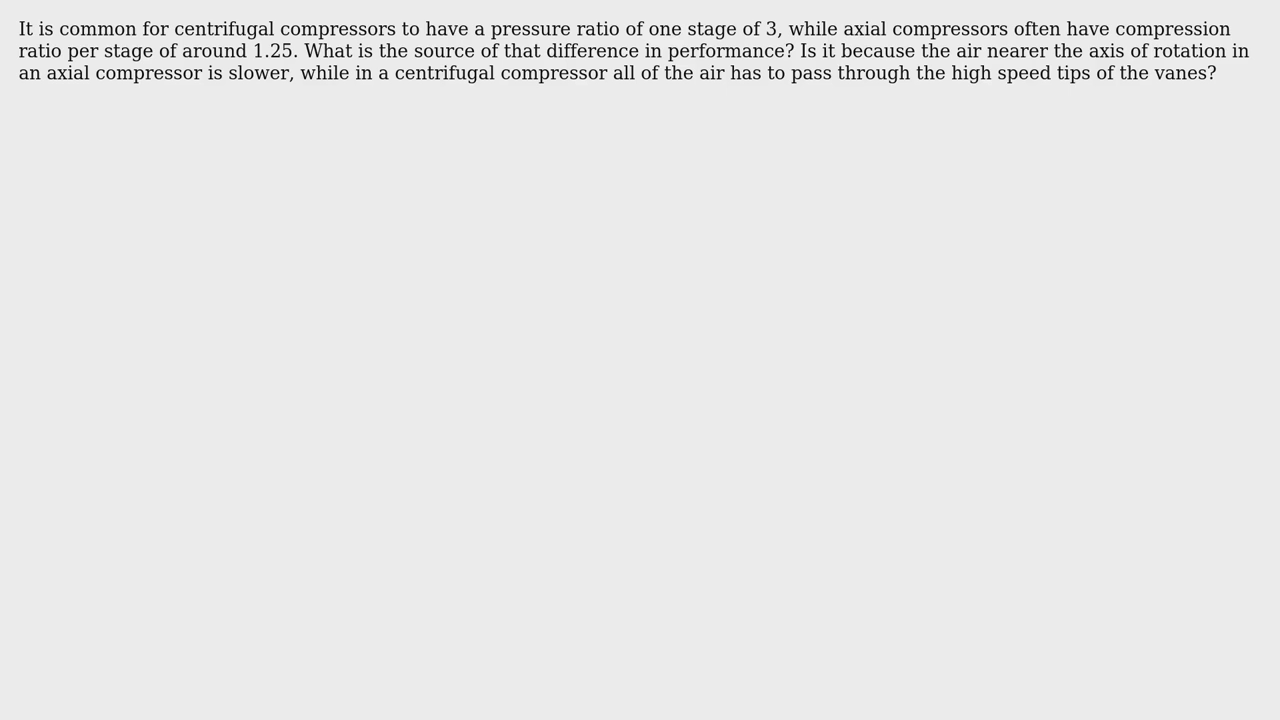 It is common for centrifugal compressors to have a pressure ratio of one stage of 3, while axial compressors often have compression
ratio per stage of around 1.25. What is the source of that difference in performance? Is it because the air nearer the axis of rotation in
an axial compressor is slower, while in a centrifugal compressor all of the air has to pass through the high speed tips of the vanes?